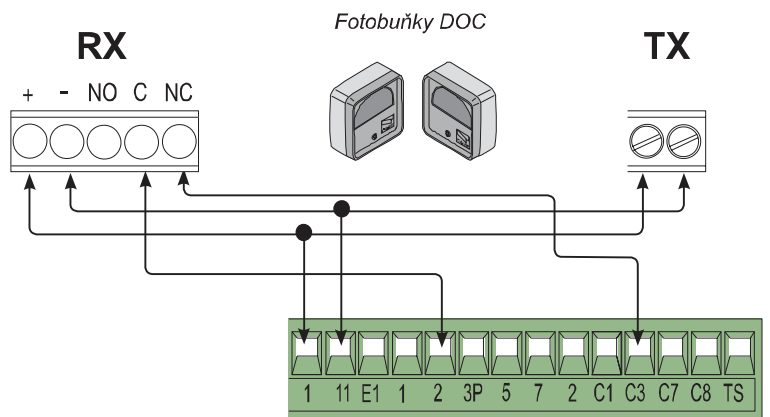 Fotobuňky DOC
RX
TX
+ - NO C NC
1 11 E1 1 2 3P 5 7 2 C1 C3 C7 C8 TS